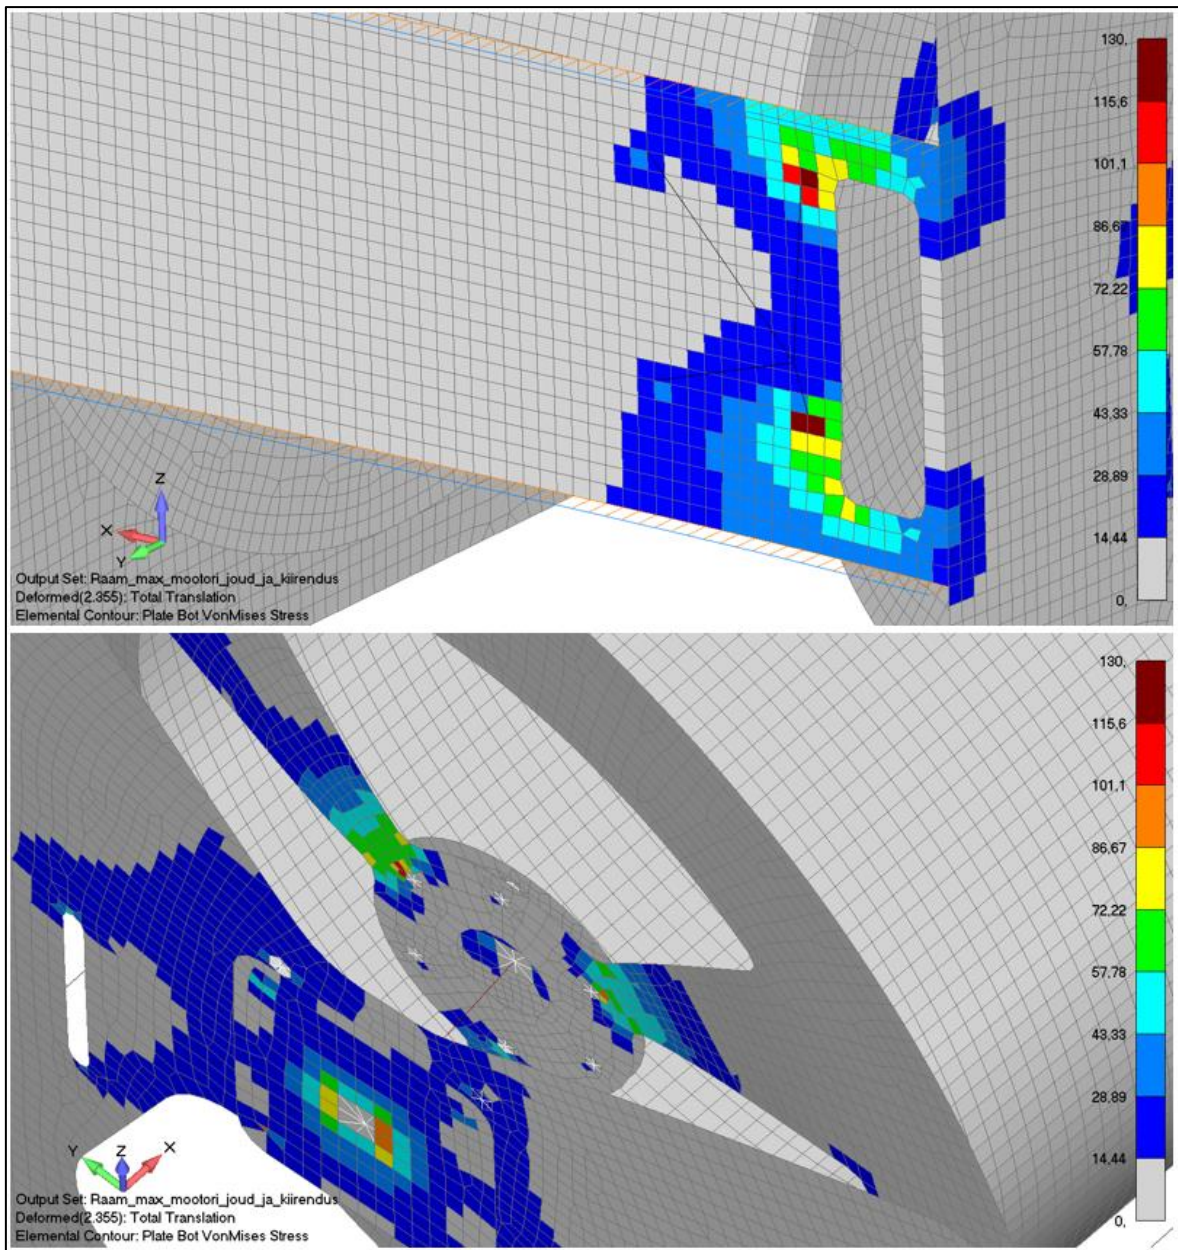 130,
115,6
101,1
86,67
72,22
57,78
43,33
28,89
14,44
0,
Z
X
Y
Output Set: Raam_max_mootori_joud_ja_kiirendus
Deformed(2.355): Total Translation
Elemental Contour: Plate Bot VonMises Stress
130,
115,6
101,1
86,67
72,22
57,78
43,33
28,89
14,44
0,
Y
Z
X
Output Set: Raam_max_mootori_joud_ja_kiirendus
Deformed(2.355): Total Translation
Elemental Contour: Plate Bot VonMises Stress